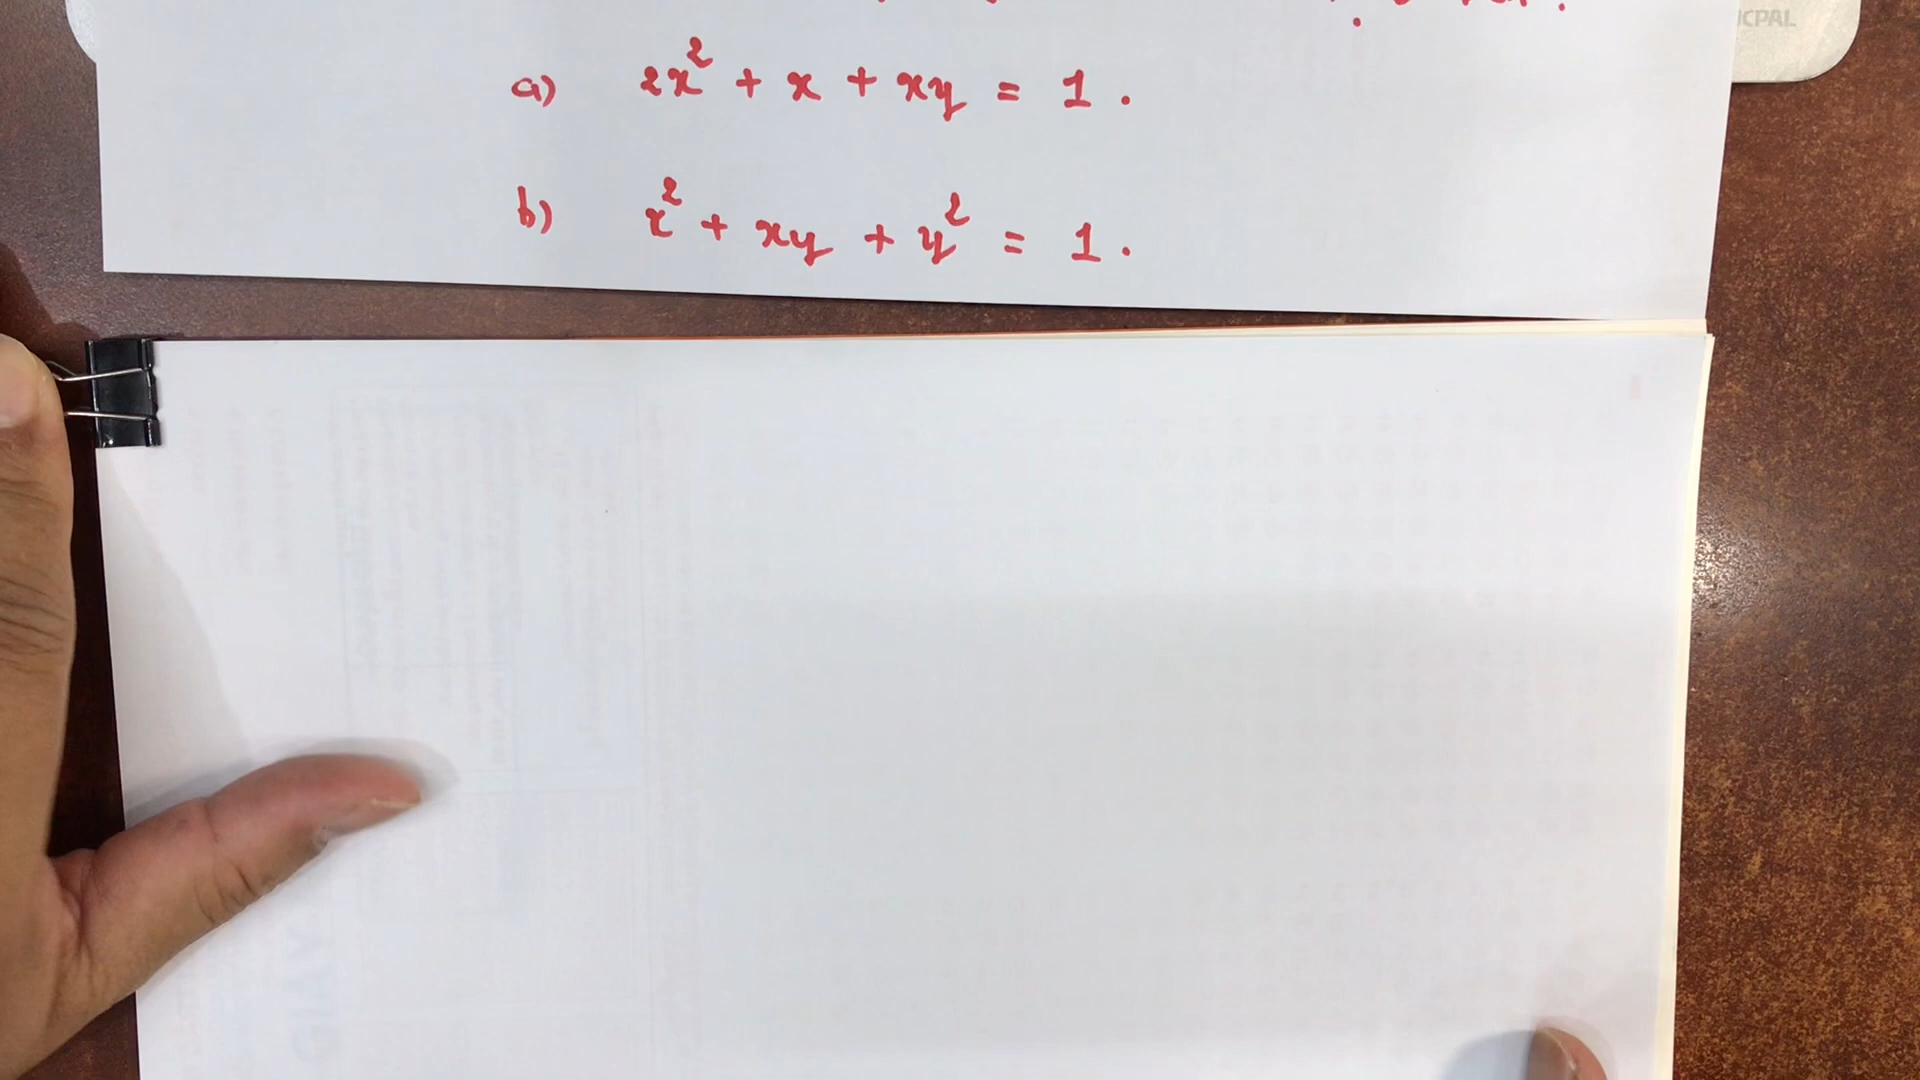 a) 2x² + x + xy = 1 .
b) x² + xy + y² = 1 .